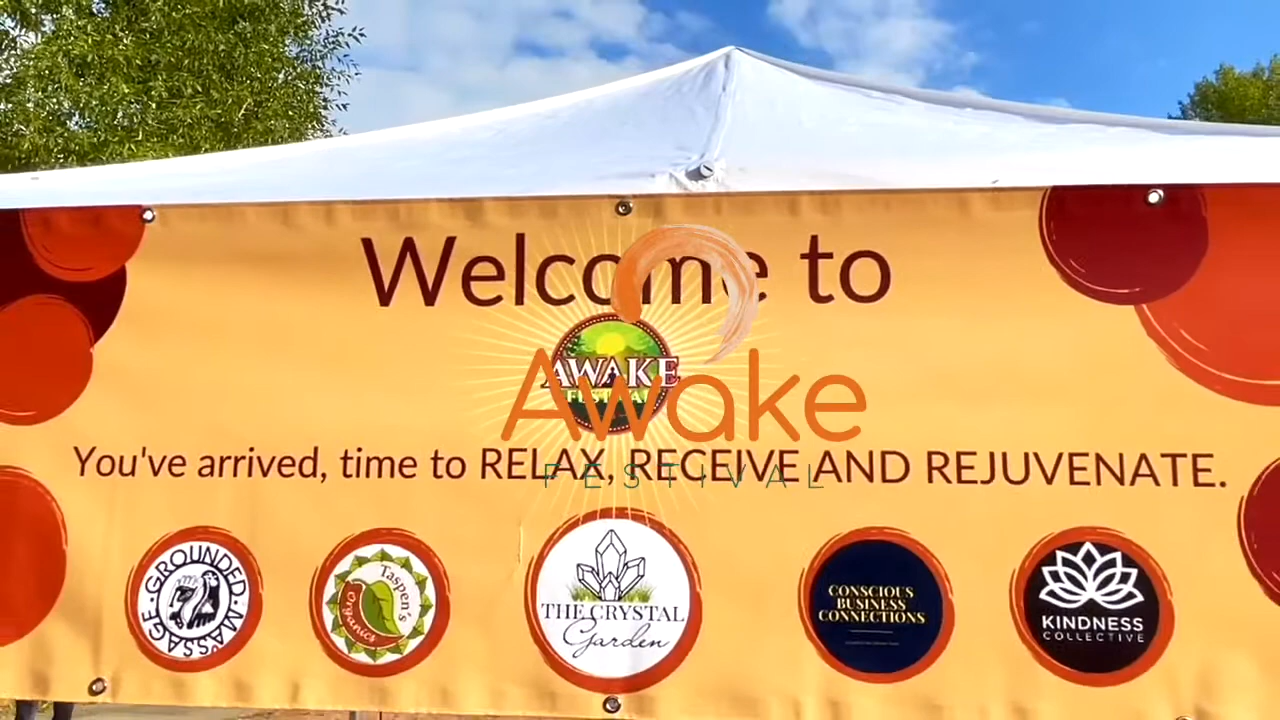 Welcome to
AWAKE
FESTIVAL
Awake
FESTIVAL
You've arrived, time to RELAX, RECEIVE AND REJUVENATE.
GROUNDED MASSAGE
Taspen's
Organics
THE CRYSTAL
Garden
CONSCIOUS
BUSINESS
CONNECTIONS
KINDNESS
COLLECTIVE